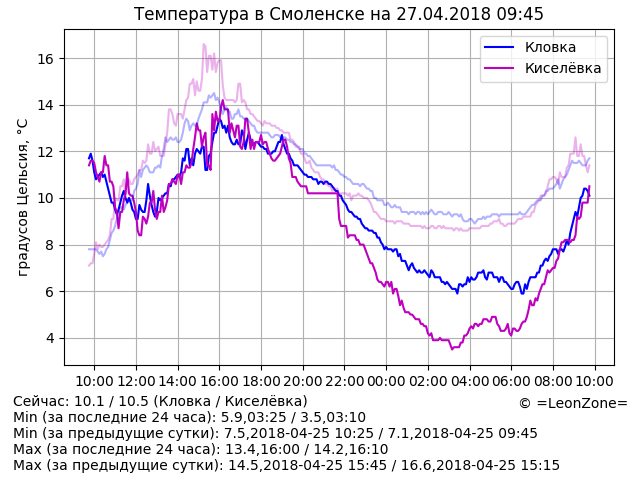 Температура в Смоленске на 27.04.2018 09:45
Кловка
Киселёвка
градусов Цельсия, °C
16
14
12
10
8
6
4
10:00 12:00 14:00 16:00 18:00 20:00 22:00 00:00 02:00 04:00 06:00 08:00 10:00
Сейчас: 10.1 / 10.5 (Кловка / Киселёвка)
© =LeonZone=
Min (за последние 24 часа): 5.9,03:25 / 3.5,03:10
Min (за предыдущие сутки): 7.5,2018-04-25 10:25 / 7.1,2018-04-25 09:45
Max (за последние 24 часа): 13.4,16:00 / 14.2,16:10
Max (за предыдущие сутки): 14.5,2018-04-25 15:45 / 16.6,2018-04-25 15:15